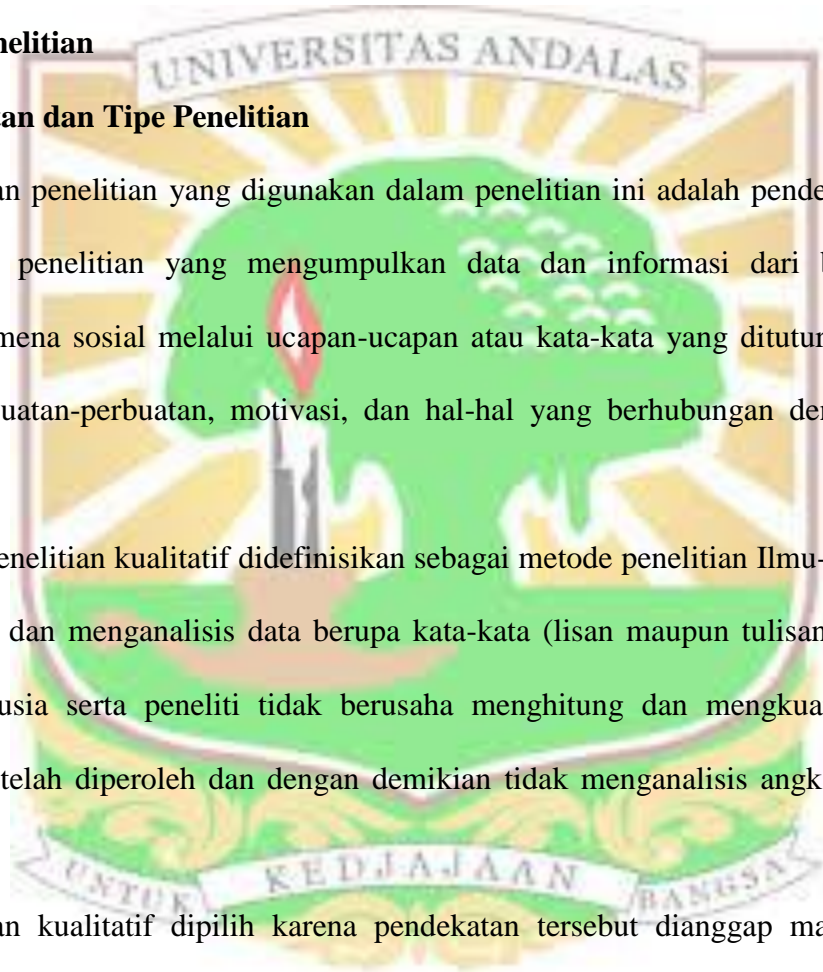 nelitian
UNIVERSITAS ANDALAS
tan dan Tipe Penelitian
an penelitian yang digunakan dalam penelitian ini adalah pende
penelitian yang mengumpulkan data dan informasi dari b
mena sosial melalui ucapan-ucapan atau kata-kata yang ditutur
uatan-perbuatan, motivasi, dan hal-hal yang berhubungan der
enelitian kualitatif didefinisikan sebagai metode penelitian Ilmu-
dan menganalisis data berupa kata-kata (lisan maupun tulisan
usia serta peneliti tidak berusaha menghitung dan mengkua
telah diperoleh dan dengan demikian tidak menganalisis angk
UNTUK KEDJAJAAN BANGSA
an kualitatif dipilih karena pendekatan tersebut dianggap ma